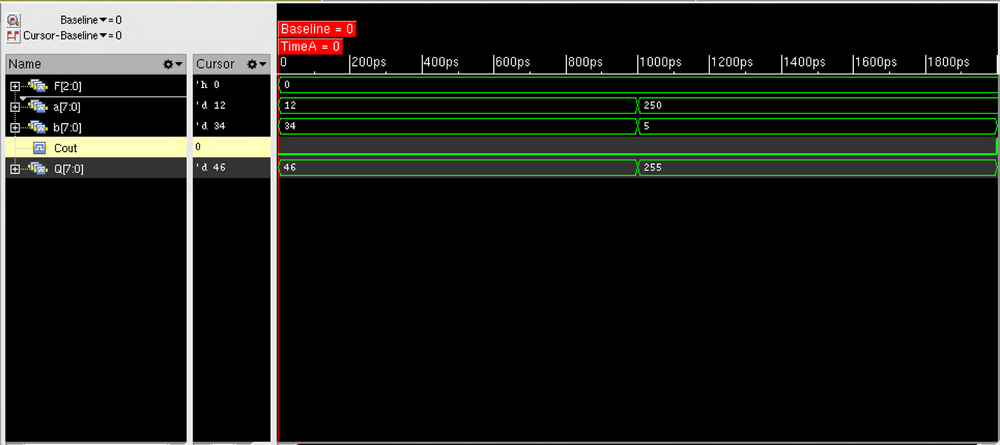 Baseline▾=0
Cursor-Baseline▾=0
Baseline = 0
TimeA = 0
Name Cursor 0 200ps 400ps 600ps 800ps 1000ps 1200ps 1400ps 1600ps 1800ps
F[2:0] 'h 0 0
a[7:0] 'd 12 12 250
b[7:0] 'd 34 34 5
Cout 0
Q[7:0] 'd 46 46 255